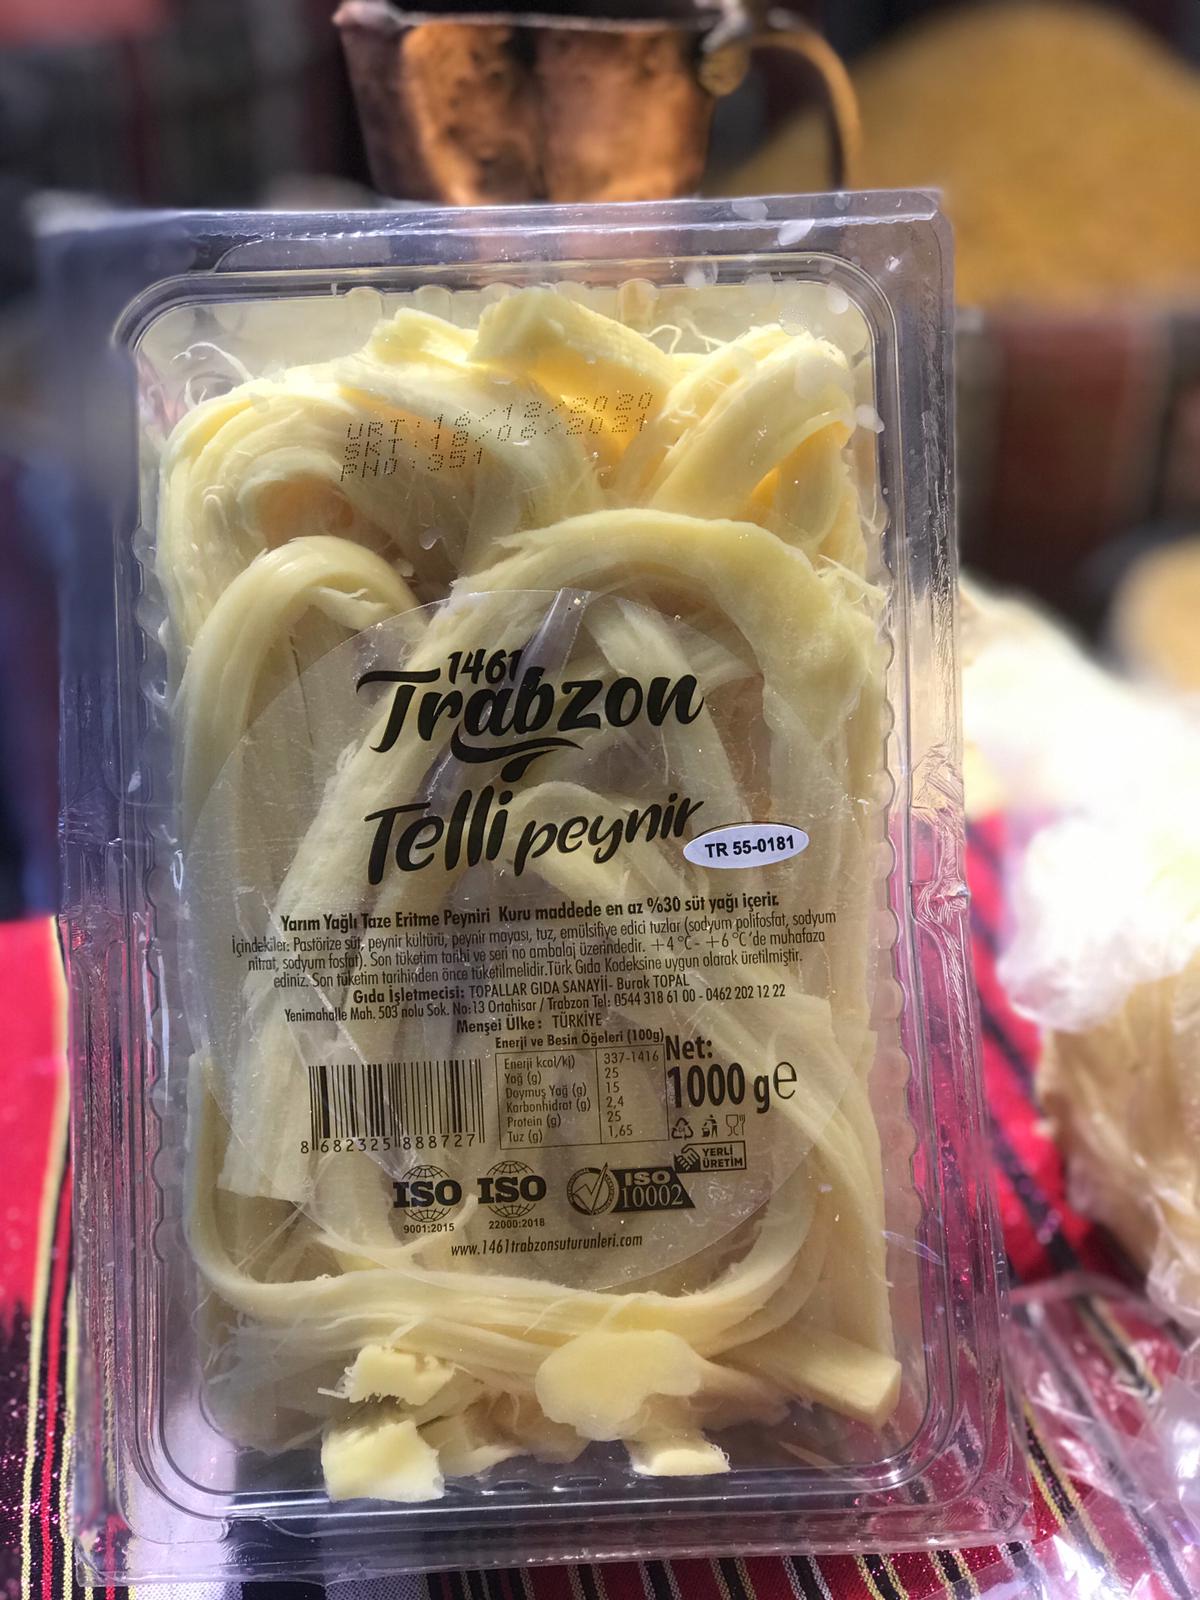 URT:16/12/2020
SKT:18/06/2021
PNO:351
1461
Trabzon
Telli peynir
TR 55-0181
Yarım Yağlı Taze Eritme Peyniri Kuru maddede en az %30 süt yağı içerir.
İçindekiler: Pastörize süt, peynir kültürü, peynir mayası, tuz, emülsifiye edici tuzlar (sodyum polifosfat, sodyum
nitrat, sodyum fosfat). Son tüketim tarihi ve seri no ambalaj üzerindedir. +4 °C - +6 °C'de muhafaza
ediniz. Son tüketim tarihinden önce tüketilmelidir.Türk Gıda Kodeksine uygun olarak üretilmiştir.
Gıda İşletmecisi: TOPALLAR GIDA SANAYİİ- Burak TOPAL
Yenimahalle Mah. 503 nolu Sok. No:13 Ortahisar / Trabzon Tel: 0544 318 61 00 - 0462 202 12 22
Menşei Ülke : TÜRKİYE
Enerji ve Besin Öğeleri (100g)
Enerji kcal/kj) 337-1416
Yağ (g) 25
Doymuş Yağ (g) 15
Karbonhidrat (g) 2,4
Protein (g) 25
Tuz (g) 1,65
Net:
1000 g e
8 682325 888727
YERLİ
ÜRETİM
ISO
9001:2015
ISO
22000:2018
ISO
10002
www.1461trabzonsuturunleri.com